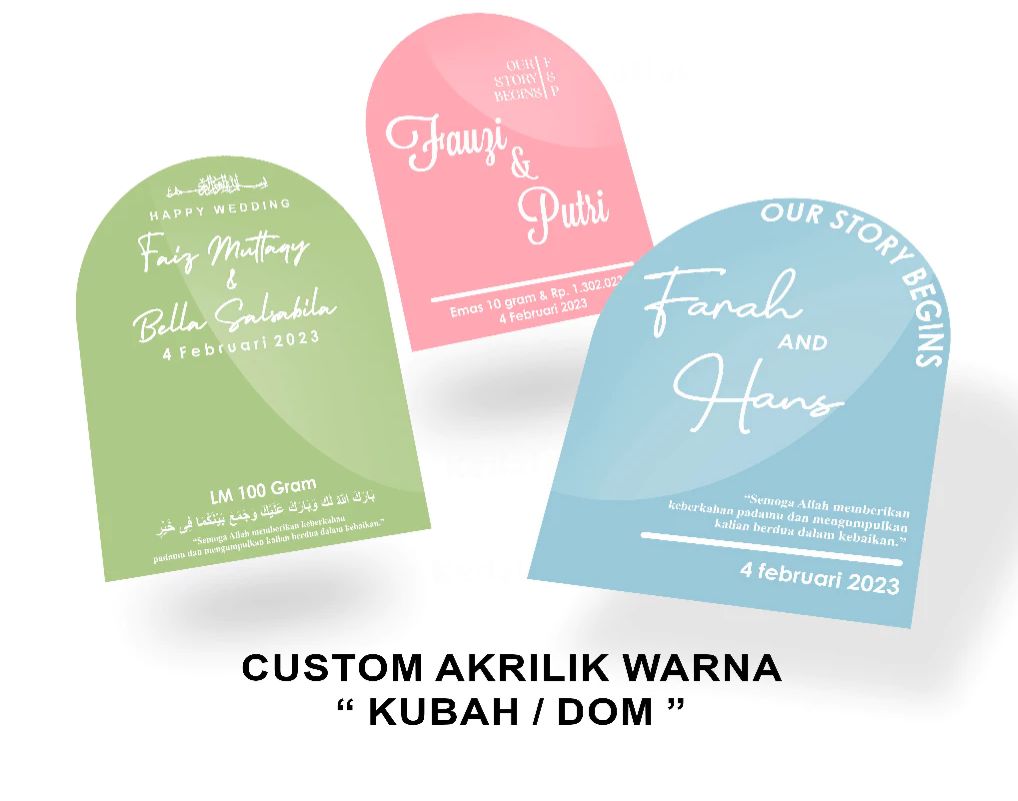 HAPPY WEDDING
Faiz Muttaqy
&
Bella Salsabila
4 Februari 2023
LM 100 Gram
بَارَكَ اللهُ لَكَ وَبَارَكَ عَلَيْكَ وَجَمَعَ بَيْنَكُمَا فِي خَيْرٍ
“Semoga Allah memberikan keberkahan
padamu dan mengumpulkan kalian berdua dalam kebaikan.”
OUR F
STORY &
BEGINS P
Fauzi
&
Putri
Emas 10 gram & Rp. 1.302.023
4 Februari 2023
OUR STORY BEGINS
Farah
AND
Hans
“Semoga Allah memberikan
keberkahan padamu dan mengumpulkan
kalian berdua dalam kebaikan.”
4 februari 2023
CUSTOM AKRILIK WARNA
“ KUBAH / DOM ”